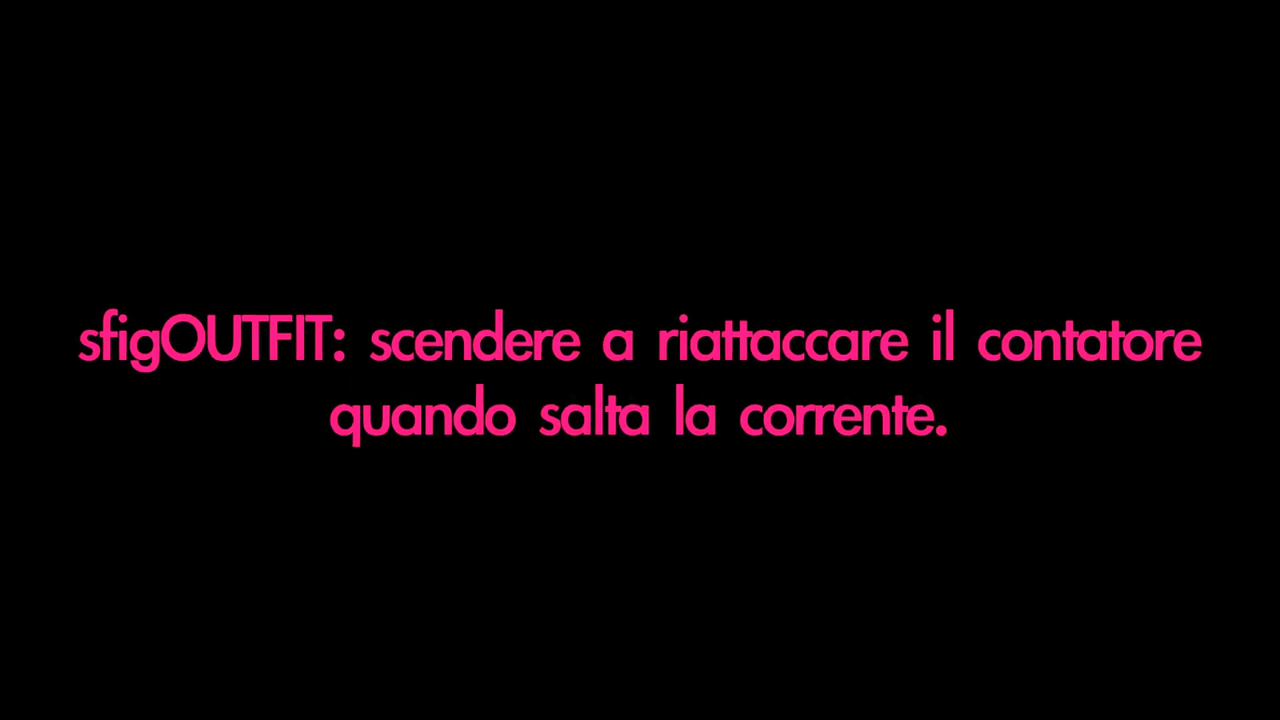 sfigOUTFIT: scendere a riattaccare il contatore
quando salta la corrente.